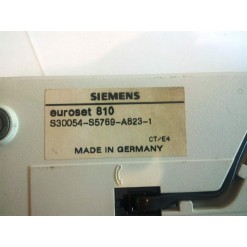 SIEMENS
euroset 810
S30054-S5769-A823-1
CT/E4
MADE IN GERMANY